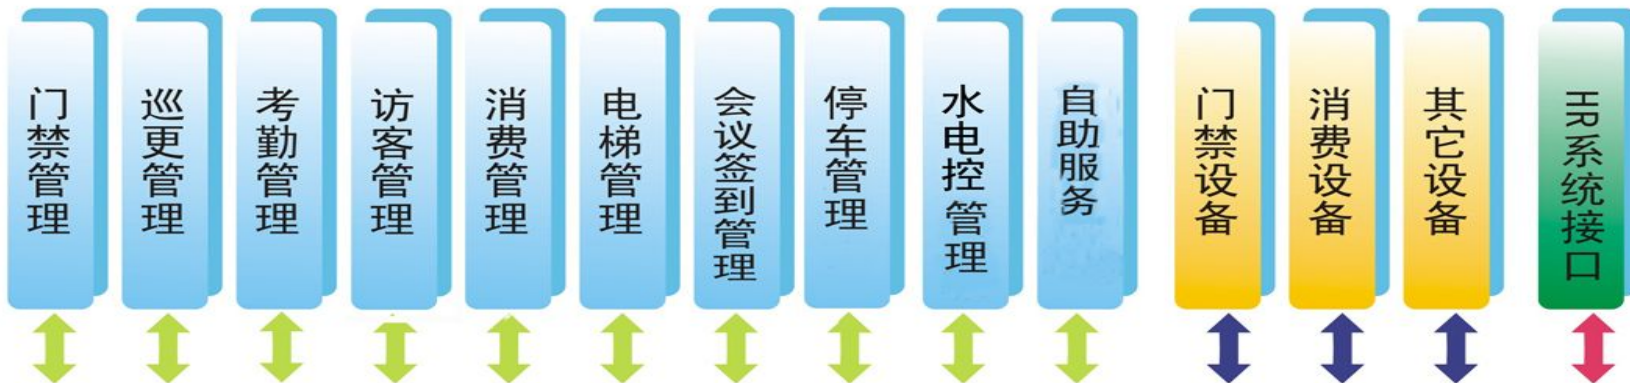 门禁管理
巡更管理
考勤管理
访客管理
消费管理
电梯管理
会议签到管理
停车管理
水电控管理
自助服务
门禁设备
消费设备
其它设备
HR系统接口